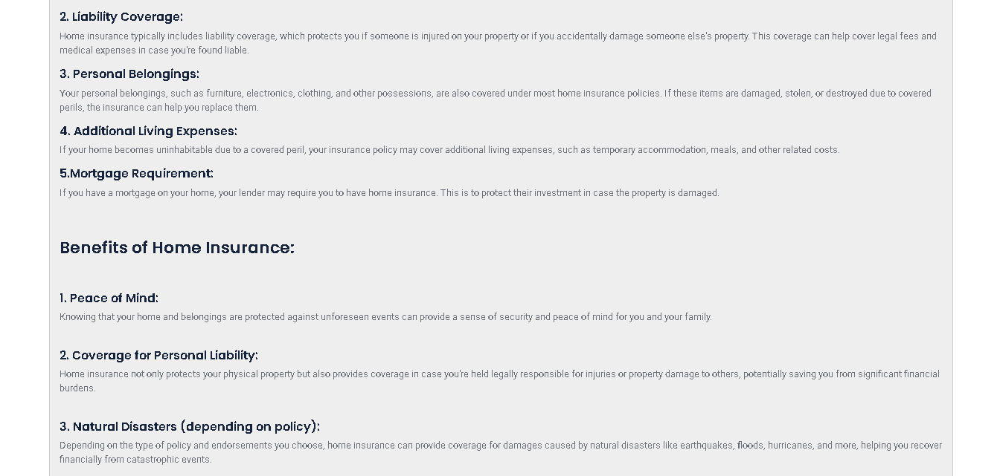 2. Liability Coverage:
Home insurance typically includes liability coverage, which protects you if someone is injured on your property or if you accidentally damage someone else's property. This coverage can help cover legal fees and
medical expenses in case you're found liable.
3. Personal Belongings:
Your personal belongings, such as furniture, electronics, clothing, and other possessions, are also covered under most home insurance policies. If these items are damaged, stolen, or destroyed due to covered
perils, the insurance can help you replace them.
4. Additional Living Expenses:
If your home becomes uninhabitable due to a covered peril, your insurance policy may cover additional living expenses, such as temporary accommodation, meals, and other related costs.
5.Mortgage Requirement:
If you have a mortgage on your home, your lender may require you to have home insurance. This is to protect their investment in case the property is damaged.
Benefits of Home Insurance:
1. Peace of Mind:
Knowing that your home and belongings are protected against unforeseen events can provide a sense of security and peace of mind for you and your family.
2. Coverage for Personal Liability:
Home insurance not only protects your physical property but also provides coverage in case you're held legally responsible for injuries or property damage to others, potentially saving you from significant financial
burdens.
3. Natural Disasters (depending on policy):
Depending on the type of policy and endorsements you choose, home insurance can provide coverage for damages caused by natural disasters like earthquakes, floods, hurricanes, and more, helping you recover
financially from catastrophic events.